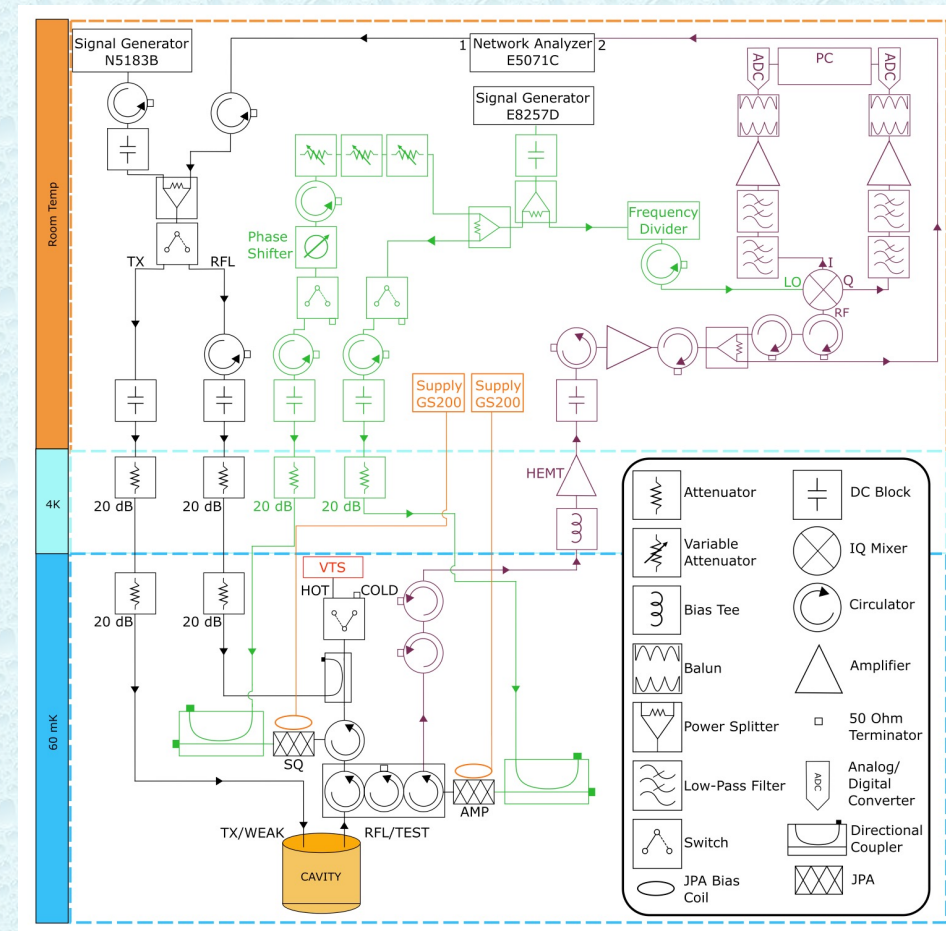 Signal Generator
N5183B
1
Network Analyzer
E5071C
2
Signal Generator
E8257D
ADC
PC
ADC
Room Temp
Phase
Shifter
Frequency
Divider
TX
RFL
LO
I
Q
RF
Supply
GS200
Supply
GS200
4K
20 dB
20 dB
20 dB
20 dB
HEMT
60 mK
20 dB
20 dB
VTS
HOT
COLD
SQ
AMP
TX/WEAK
RFL/TEST
CAVITY
Attenuator
Variable
Attenuator
Bias Tee
Balun
Power Splitter
Low-Pass Filter
Switch
JPA Bias
Coil
DC Block
IQ Mixer
Circulator
Amplifier
50 Ohm
Terminator
ADC
Analog/
Digital
Converter
Directional
Coupler
JPA